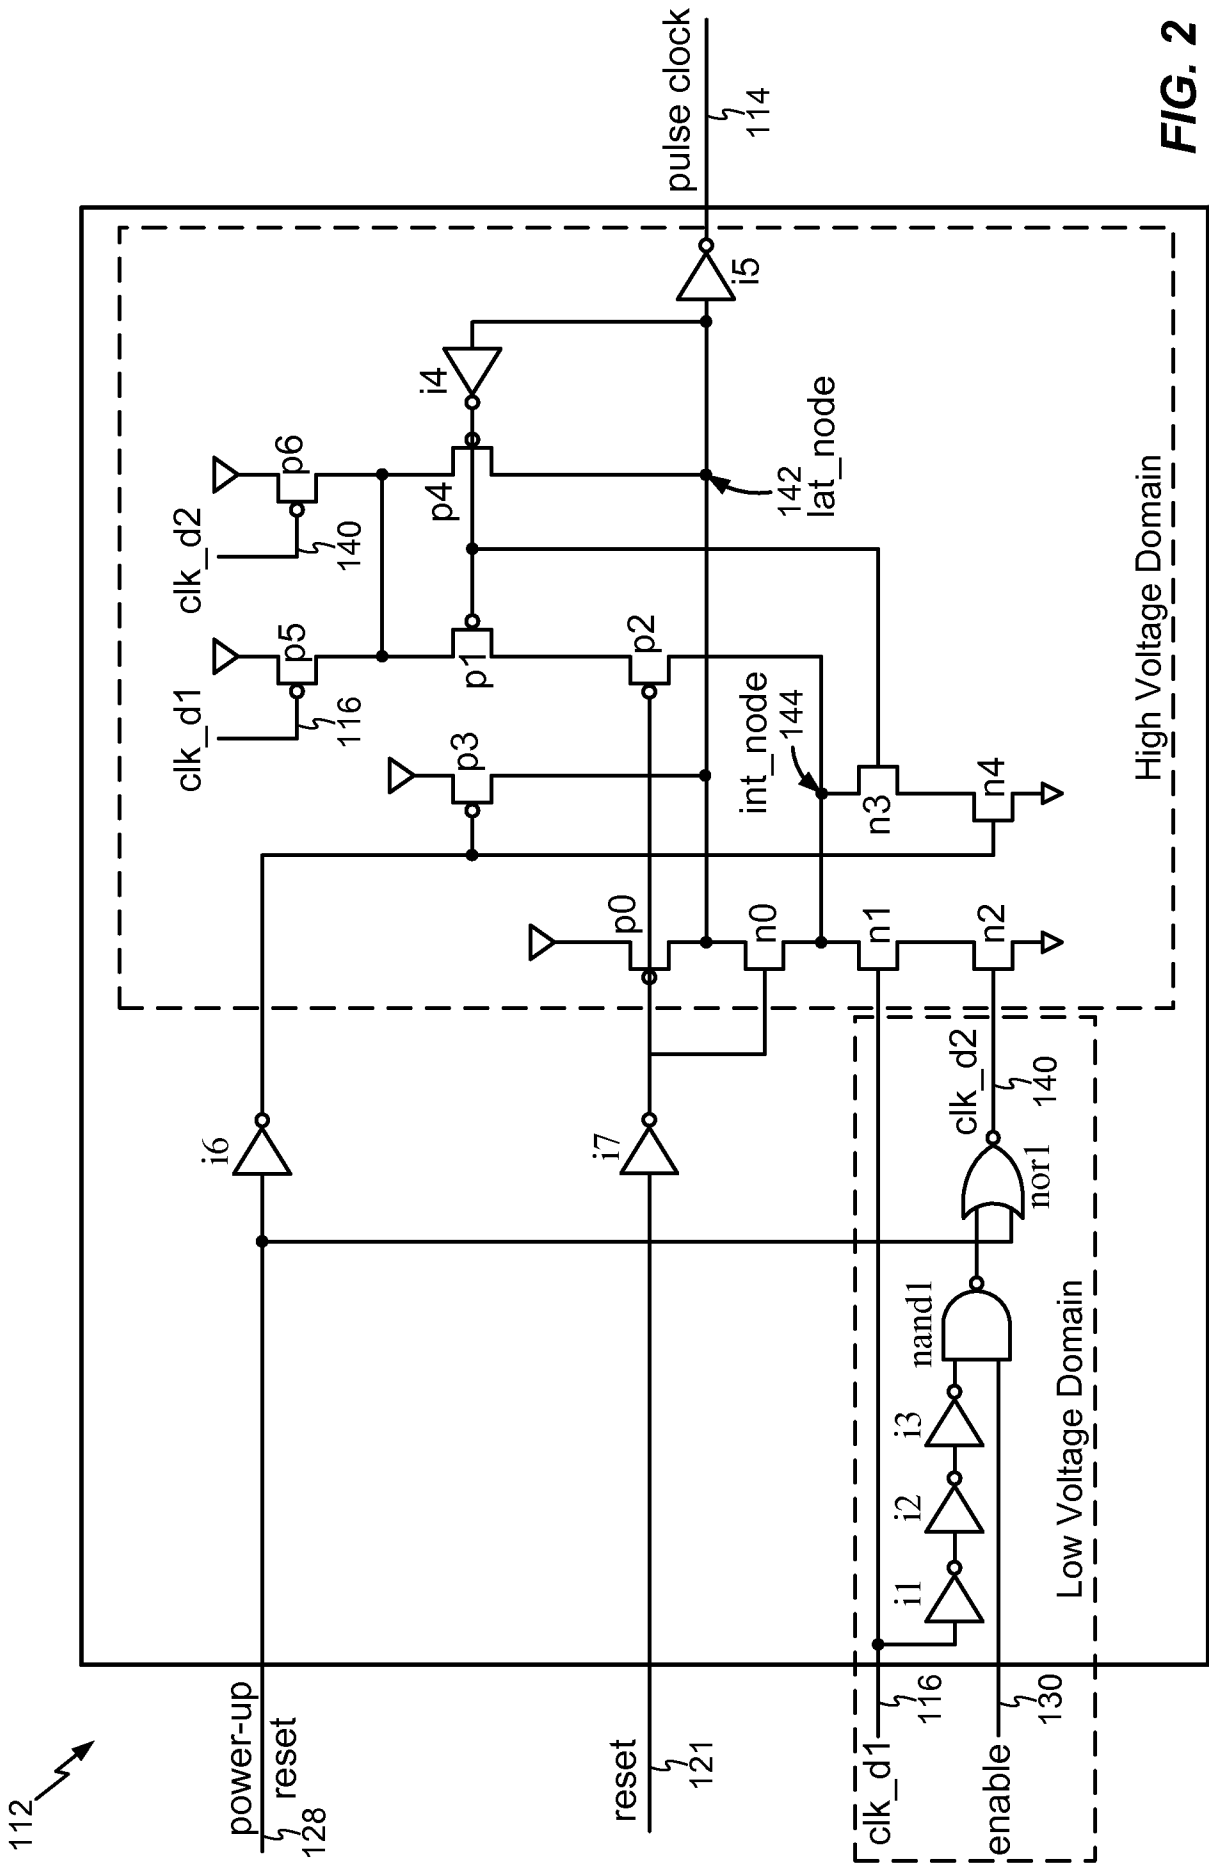 FIG. 2
112
power-up
reset
128
reset
121
clk_d1
116
enable
130
i6
i7
i1
i2
i3
nand1
nor1
clk_d2
140
Low Voltage Domain
clk_d1
116
p5
clk_d2
140
p6
p3
p1
p4
i4
p0
p2
n0
int_node
144
142
lat_node
n1
n3
n2
n4
i5
High Voltage Domain
pulse clock
114